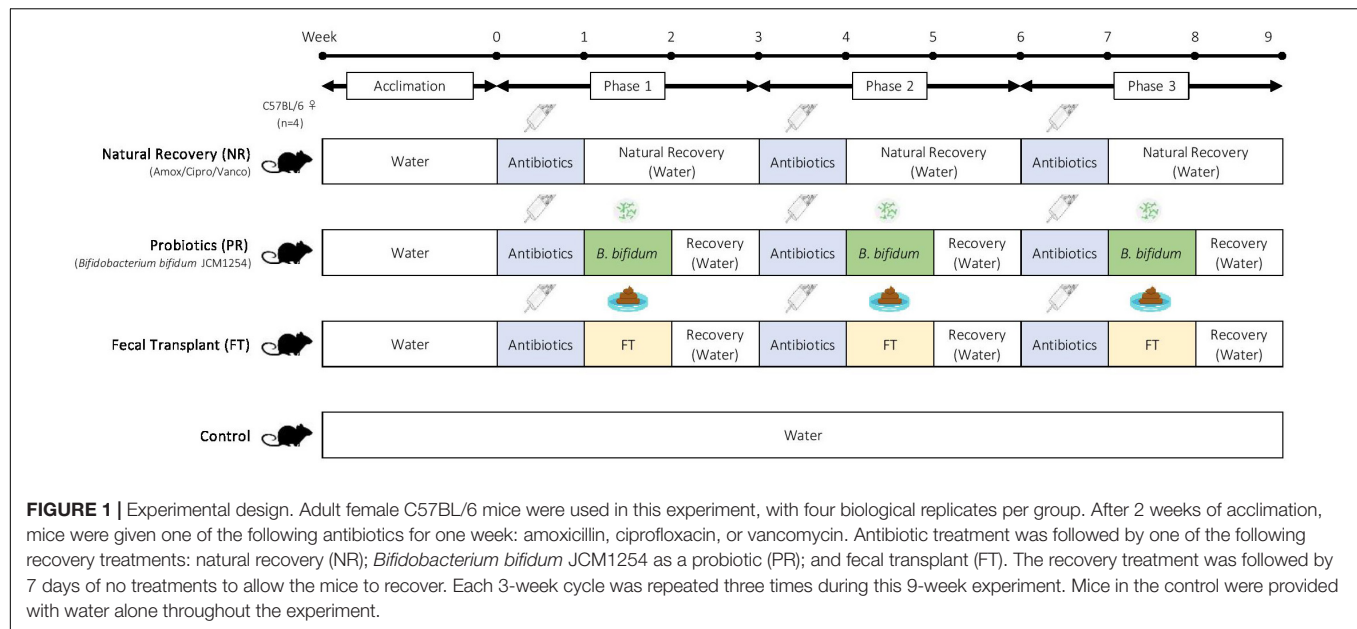 Week 0 1 2 3 4 5 6 7 8 9
Acclimation Phase 1 Phase 2 Phase 3
C57BL/6 ♀
(n=4)
Natural Recovery (NR)
(Amox/Cipro/Vanco)
Water Antibiotics Natural Recovery (Water) Antibiotics Natural Recovery (Water) Antibiotics Natural Recovery (Water)
Probiotics (PR)
(Bifidobacterium bifidum JCM1254)
Water Antibiotics B. bifidum Recovery (Water) Antibiotics B. bifidum Recovery (Water) Antibiotics B. bifidum Recovery (Water)
Fecal Transplant (FT)
Water Antibiotics FT Recovery (Water) Antibiotics FT Recovery (Water) Antibiotics FT Recovery (Water)
Control
Water
FIGURE 1 | Experimental design. Adult female C57BL/6 mice were used in this experiment, with four biological replicates per group. After 2 weeks of acclimation,
mice were given one of the following antibiotics for one week: amoxicillin, ciprofloxacin, or vancomycin. Antibiotic treatment was followed by one of the following
recovery treatments: natural recovery (NR); Bifidobacterium bifidum JCM1254 as a probiotic (PR); and fecal transplant (FT). The recovery treatment was followed by
7 days of no treatments to allow the mice to recover. Each 3-week cycle was repeated three times during this 9-week experiment. Mice in the control were provided
with water alone throughout the experiment.